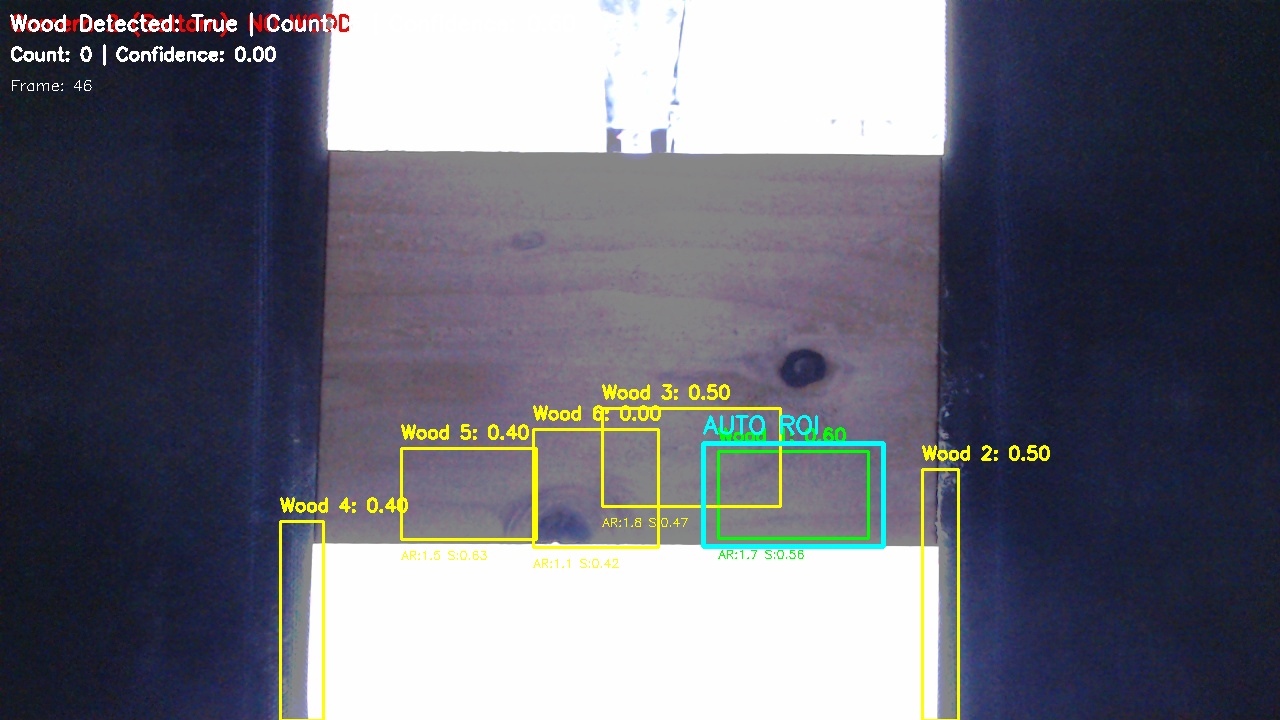 Wood Detected: True | Count:
Count: 0 | Confidence: 0.00
Frame: 46
Wood 3: 0.50
Wood 6: 0.00
AUTO ROI
Wood 5: 0.40
0.60
Wood 2: 0.50
Wood 4: 0.40
AR:1.8 S:0.47
AR:1.5 S:0.63
AR:1.7 S:0.56
AR:1.1 S:0.42